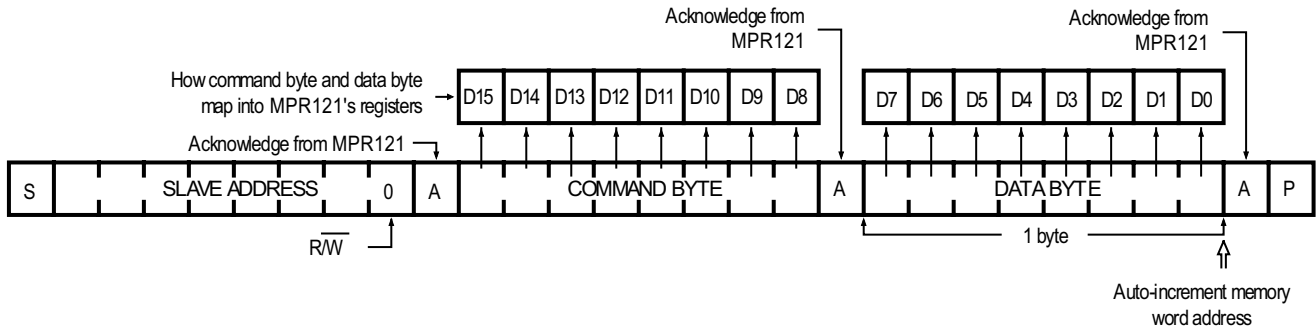 Acknowledge from
MPR121
Acknowledge from
MPR121
How command byte and data byte
map into MPR121's registers
D15 D14 D13 D12 D11 D10 D9 D8
D7 D6 D5 D4 D3 D2 D1 D0
Acknowledge from MPR121
S SLAVE ADDRESS 0 A COMMAND BYTE A DATA BYTE A P
R/W
1 byte
Auto-increment memory
word address